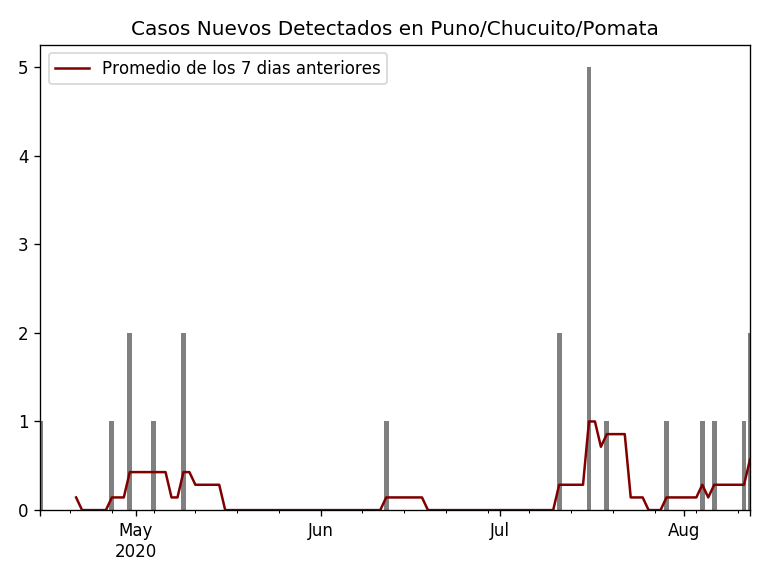 Casos Nuevos Detectados en Puno/Chucuito/Pomata
Promedio de los 7 dias anteriores
5
4
3
2
1
0
May Jun Jul Aug
2020